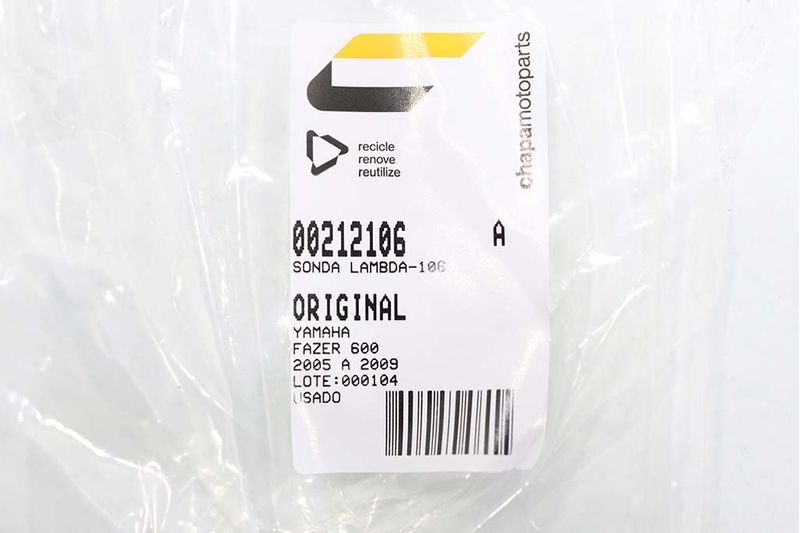 chapamotoparts
recicle
renove
reutilize
00212106 A
SONDA LAMBDA-106
ORIGINAL
YAMAHA
FAZER 600
2005 A 2009
LOTE:000104
USADO